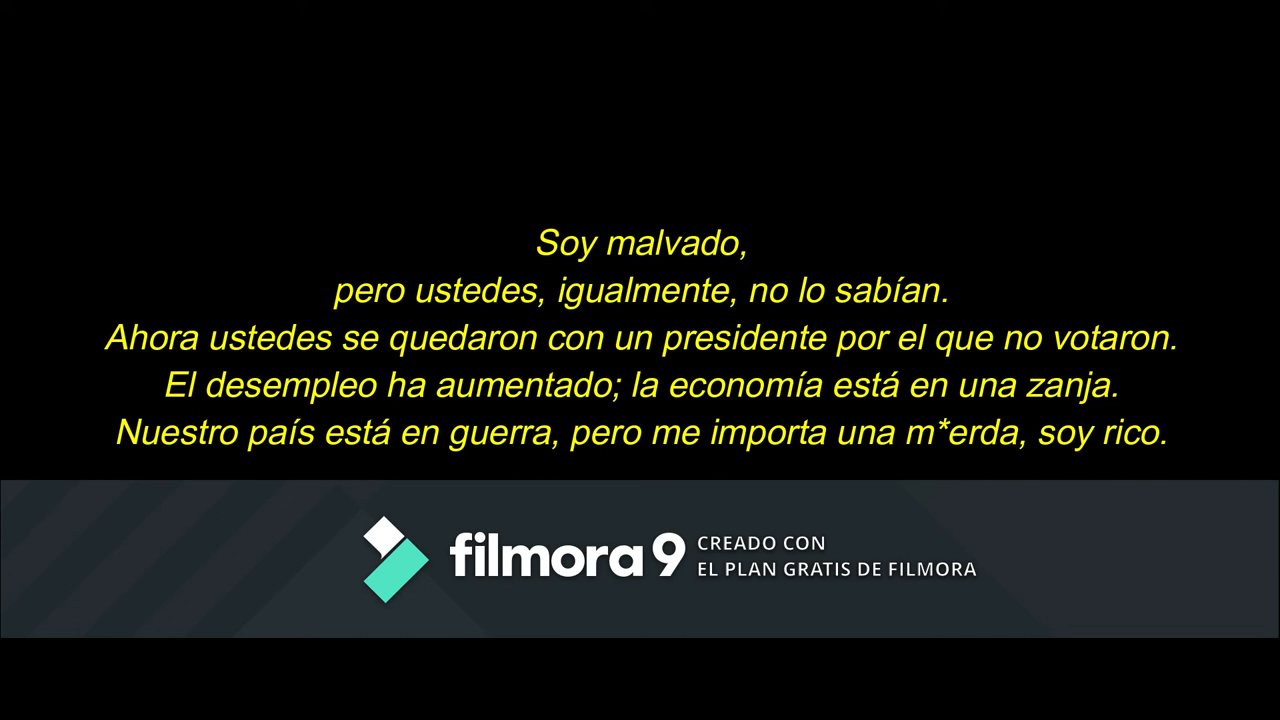 Soy malvado,
pero ustedes, igualmente, no lo sabían.
Ahora ustedes se quedaron con un presidente por el que no votaron.
El desempleo ha aumentado; la economía está en una zanja.
Nuestro país está en guerra, pero me importa una m*erda, soy rico.
filmora 9 CREADO CON
EL PLAN GRATIS DE FILMORA